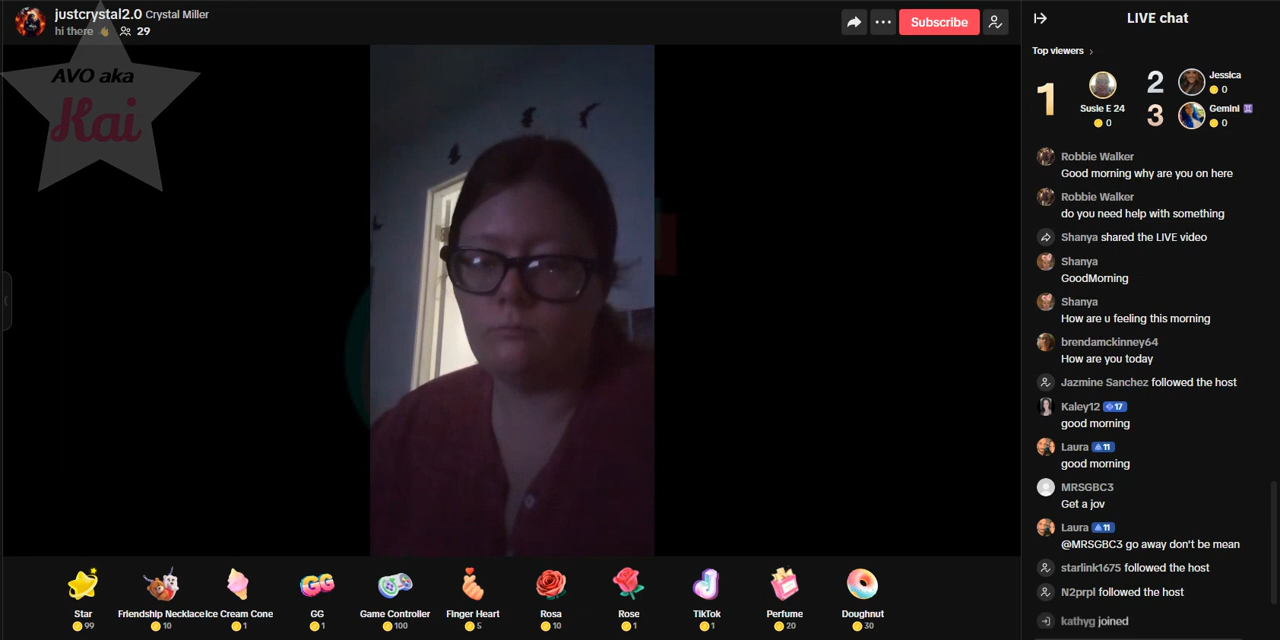 justcrystal2.0 Crystal Miller
hi there 👋 29
Subscribe
AVO aka
Kai
LIVE chat
Top viewers
1
Susie E 24
0
2
Jessica
0
3
Gemini ♊
0
Robbie Walker
Good morning why are you on here
Robbie Walker
do you need help with something
Shanya shared the LIVE video
Shanya
GoodMorning
Shanya
How are u feeling this morning
brendamckinney64
How are you today
Jazmine Sanchez followed the host
Kaley12 17
good morning
Laura 11
good morning
MRSGBC3
Get a jov
Laura 11
@MRSGBC3 go away don't be mean
starlink1675 followed the host
N2prpl followed the host
kathyg joined
GG
Star Friendship Necklace Ice Cream Cone GG Game Controller Finger Heart Rosa Rose TikTok Perfume Doughnut
99 10 1 1 100 5 10 1 1 20 30